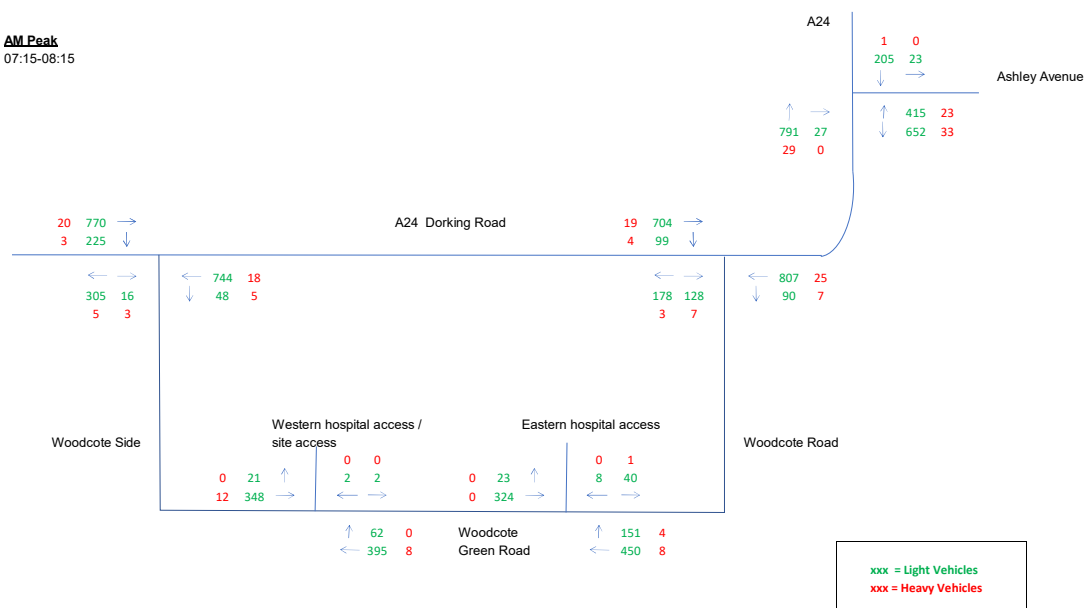 A24
AM Peak
07:15-08:15
1 0
205 23
Ashley Avenue
415 23
652 33
791 27
29 0
20 770
3 225
A24 Dorking Road
19 704
4 99
305 16
5 3
744 18
48 5
178 128
3 7
807 25
90 7
Woodcote Side
Western hospital access /
site access
Eastern hospital access
Woodcote Road
0 21
12 348
0 0
2 2
0 23
0 324
0 1
8 40
62 0
395 8
Woodcote
Green Road
151 4
450 8
xxx = Light Vehicles
xxx = Heavy Vehicles